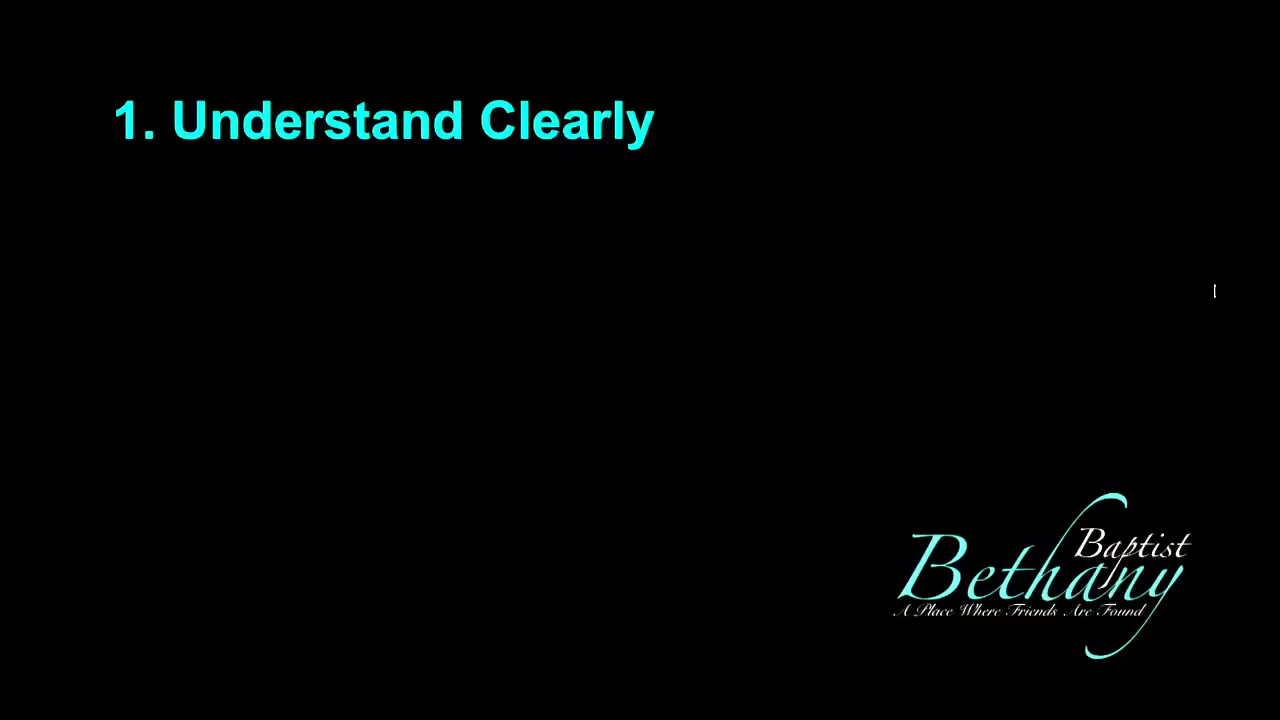 1. Understand Clearly
Baptist
Bethany
A Place Where Friends Are Found